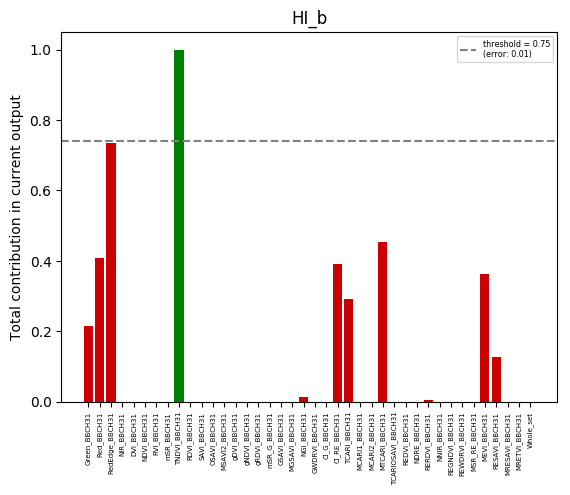 HI_b
threshold = 0.75
(error: 0.01)
Total contribution in current output
1.0
0.8
0.6
0.4
0.2
0.0
Green_BBCH31
Red_BBCH31
RedEdge_BBCH31
NIR_BBCH31
DVI_BBCH31
NDVI_BBCH31
RVI_BBCH31
mSR_BBCH31
TNDVI_BBCH31
RDVI_BBCH31
SAVI_BBCH31
OSAVI_BBCH31
MSAVI2_BBCH31
gDVI_BBCH31
gNDVI_BBCH31
gRDVI_BBCH31
mSR_G_BBCH31
GSAVI_BBCH31
MGSAVI_BBCH31
NGI_BBCH31
GWDRVI_BBCH31
CI_G_BBCH31
CI_RE_BBCH31
TCARI_BBCH31
MCARI1_BBCH31
MCARI2_BBCH31
MTCARI_BBCH31
TCARIOSAVI_BBCH31
REDVI_BBCH31
NDRE_BBCH31
RERDVI_BBCH31
NNIR_BBCH31
REGNDVI_BBCH31
REWDRVI_BBCH31
MSR_RE_BBCH31
MEVI_BBCH31
RESAVI_BBCH31
MRESAVI_BBCH31
MRETVI_BBCH31
Whole_set